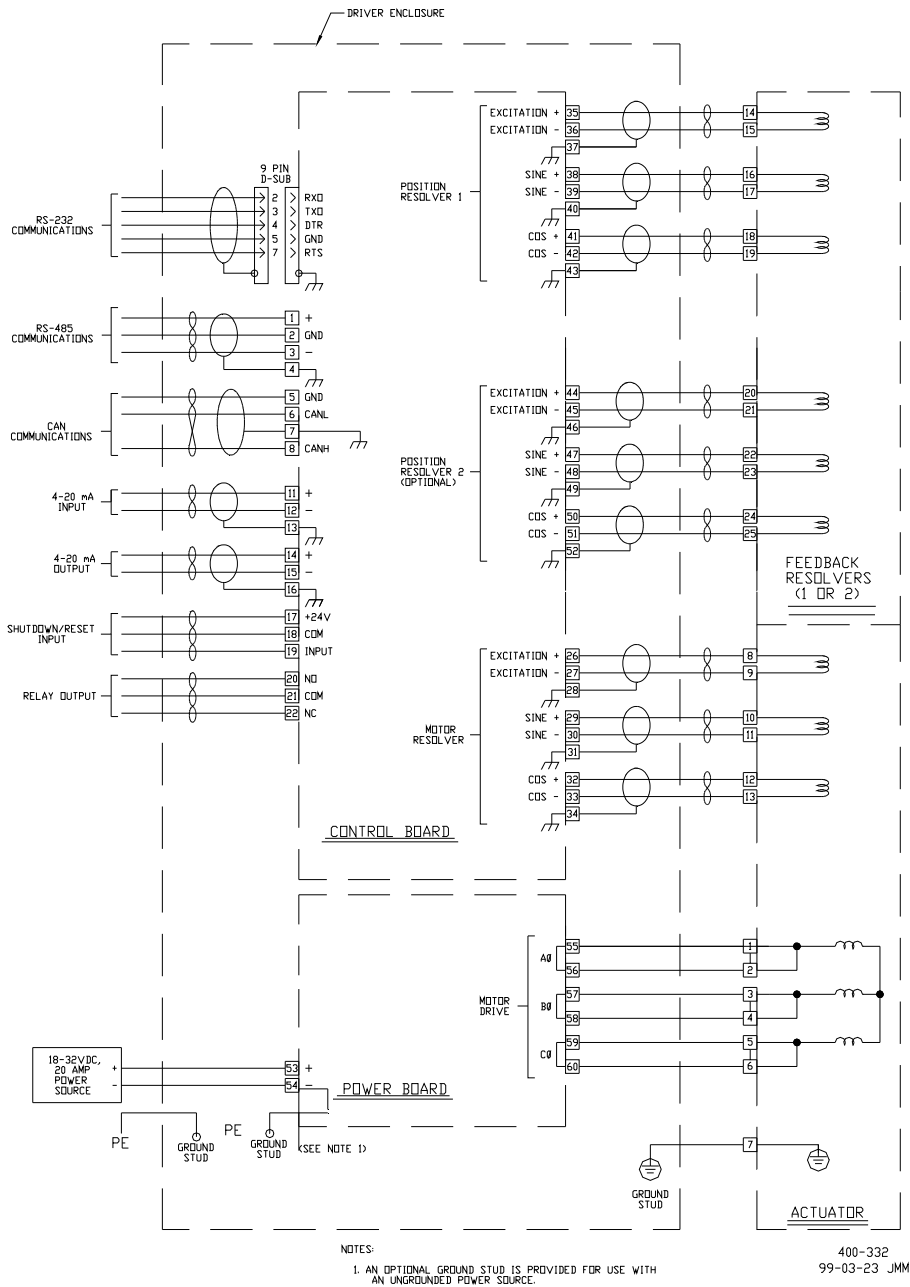 DRIVER ENCLOSURE
9 PIN
D-SUB
RS-232
COMMUNICATIONS
2 RXD
3 TXD
4 DTR
5 GND
7 RTS
RS-485
COMMUNICATIONS
1 +
2 GND
3 -
4
CAN
COMMUNICATIONS
5 GND
6 CANL
7
8 CANH
4-20 mA
INPUT
11 +
12 -
13
4-20 mA
OUTPUT
14 +
15 -
16
SHUTDOWN/RESET
INPUT
17 +24V
18 COM
19 INPUT
RELAY OUTPUT
20 NO
21 COM
22 NC
POSITION
RESOLVER 1
EXCITATION + 35 14
EXCITATION - 36 15
37
SINE + 38 16
SINE - 39 17
40
COS + 41 18
COS - 42 19
43
POSITION
RESOLVER 2
(OPTIONAL)
EXCITATION + 44 20
EXCITATION - 45 21
46
SINE + 47 22
SINE - 48 23
49
COS + 50 24
COS - 51 25
52
FEEDBACK
RESOLVERS
(1 OR 2)
MOTOR
RESOLVER
EXCITATION + 26 8
EXCITATION - 27 9
28
SINE + 29 10
SINE - 30 11
31
COS + 32 12
COS - 33 13
34
CONTROL BOARD
MOTOR
DRIVE
AØ
55 1
56 2
BØ
57 3
58 4
CØ
59 5
60 6
18-32VDC,
20 AMP
POWER
SOURCE
+
-
53 +
54 -
POWER BOARD
PE
GROUND
STUD
PE
GROUND
STUD
(SEE NOTE 1)
7
GROUND
STUD
ACTUATOR
NOTES:
1. AN OPTIONAL GROUND STUD IS PROVIDED FOR USE WITH
AN UNGROUNDED POWER SOURCE.
400-332
99-03-23 JMM